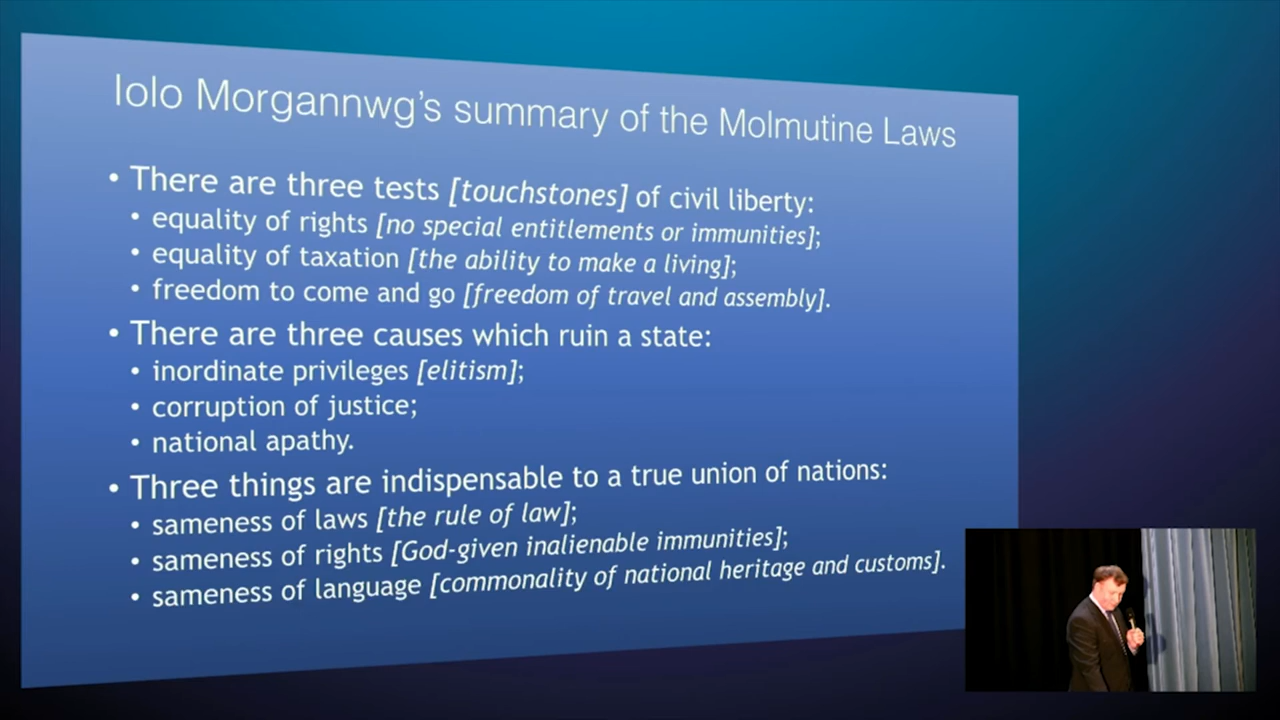 Iolo Morgannwg's summary of the Molmutine Laws
• There are three tests [touchstones] of civil liberty:
• equality of rights [no special entitlements or immunities];
• equality of taxation [the ability to make a living];
• freedom to come and go [freedom of travel and assembly].
• There are three causes which ruin a state:
• inordinate privileges [elitism];
• corruption of justice;
• national apathy.
• Three things are indispensable to a true union of nations:
• sameness of laws [the rule of law];
• sameness of rights [God-given inalienable immunities];
• sameness of language [commonality of national heritage and customs].